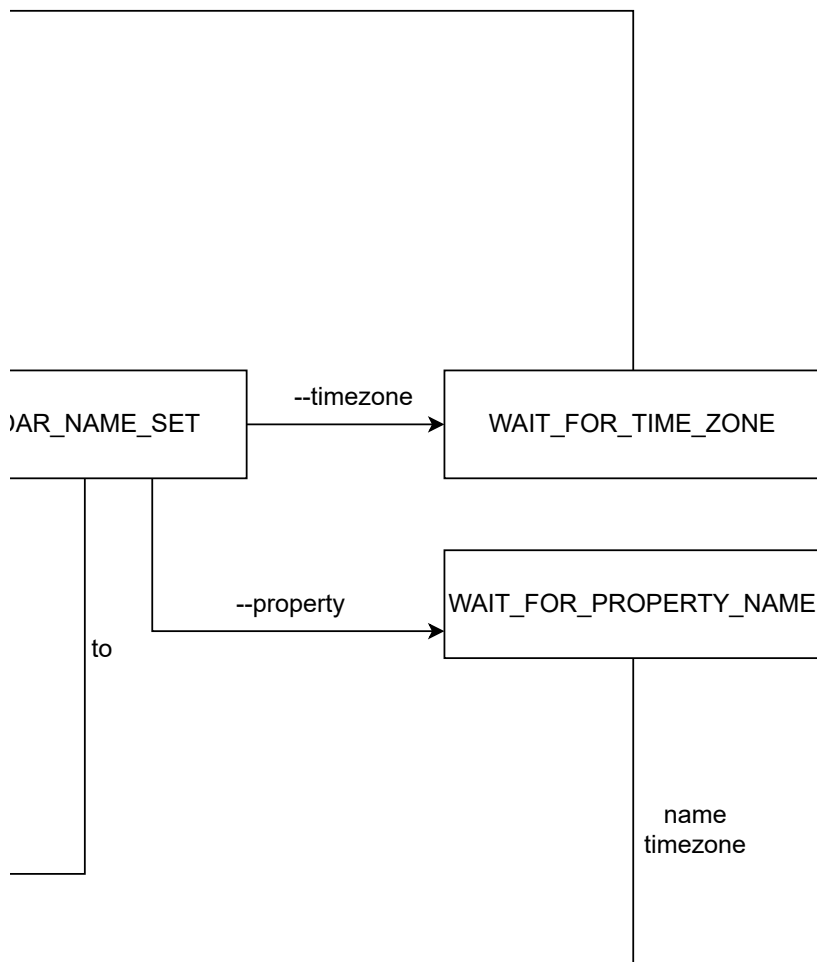 --timezone
DAR_NAME_SET
WAIT_FOR_TIME_ZONE
--property
WAIT_FOR_PROPERTY_NAME
to
name
timezone